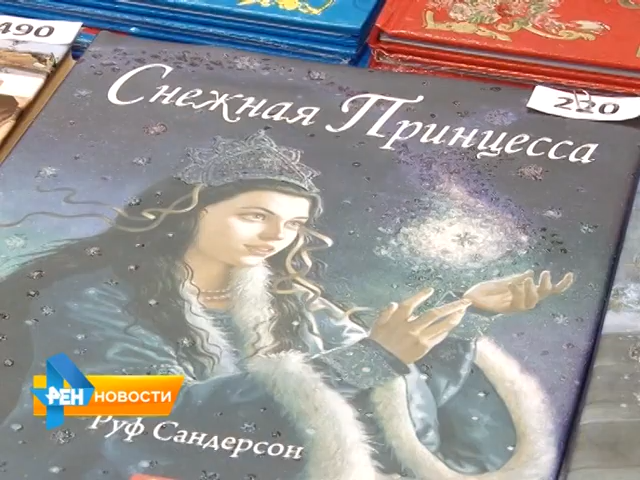 490
Снежная Принцесса
220
РЕН НОВОСТИ
Руф Сандерсон